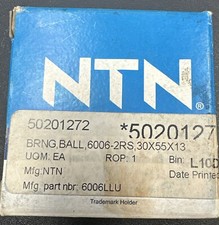 NTN
®
50201272 *5020127
BRNG,BALL,6006-2RS,30X55X13
UOM: EA ROP: 1 Bin: L10D
Mfg:NTN Date Printed
Mfg. part nbr: 6006LLU
Trademark Holder